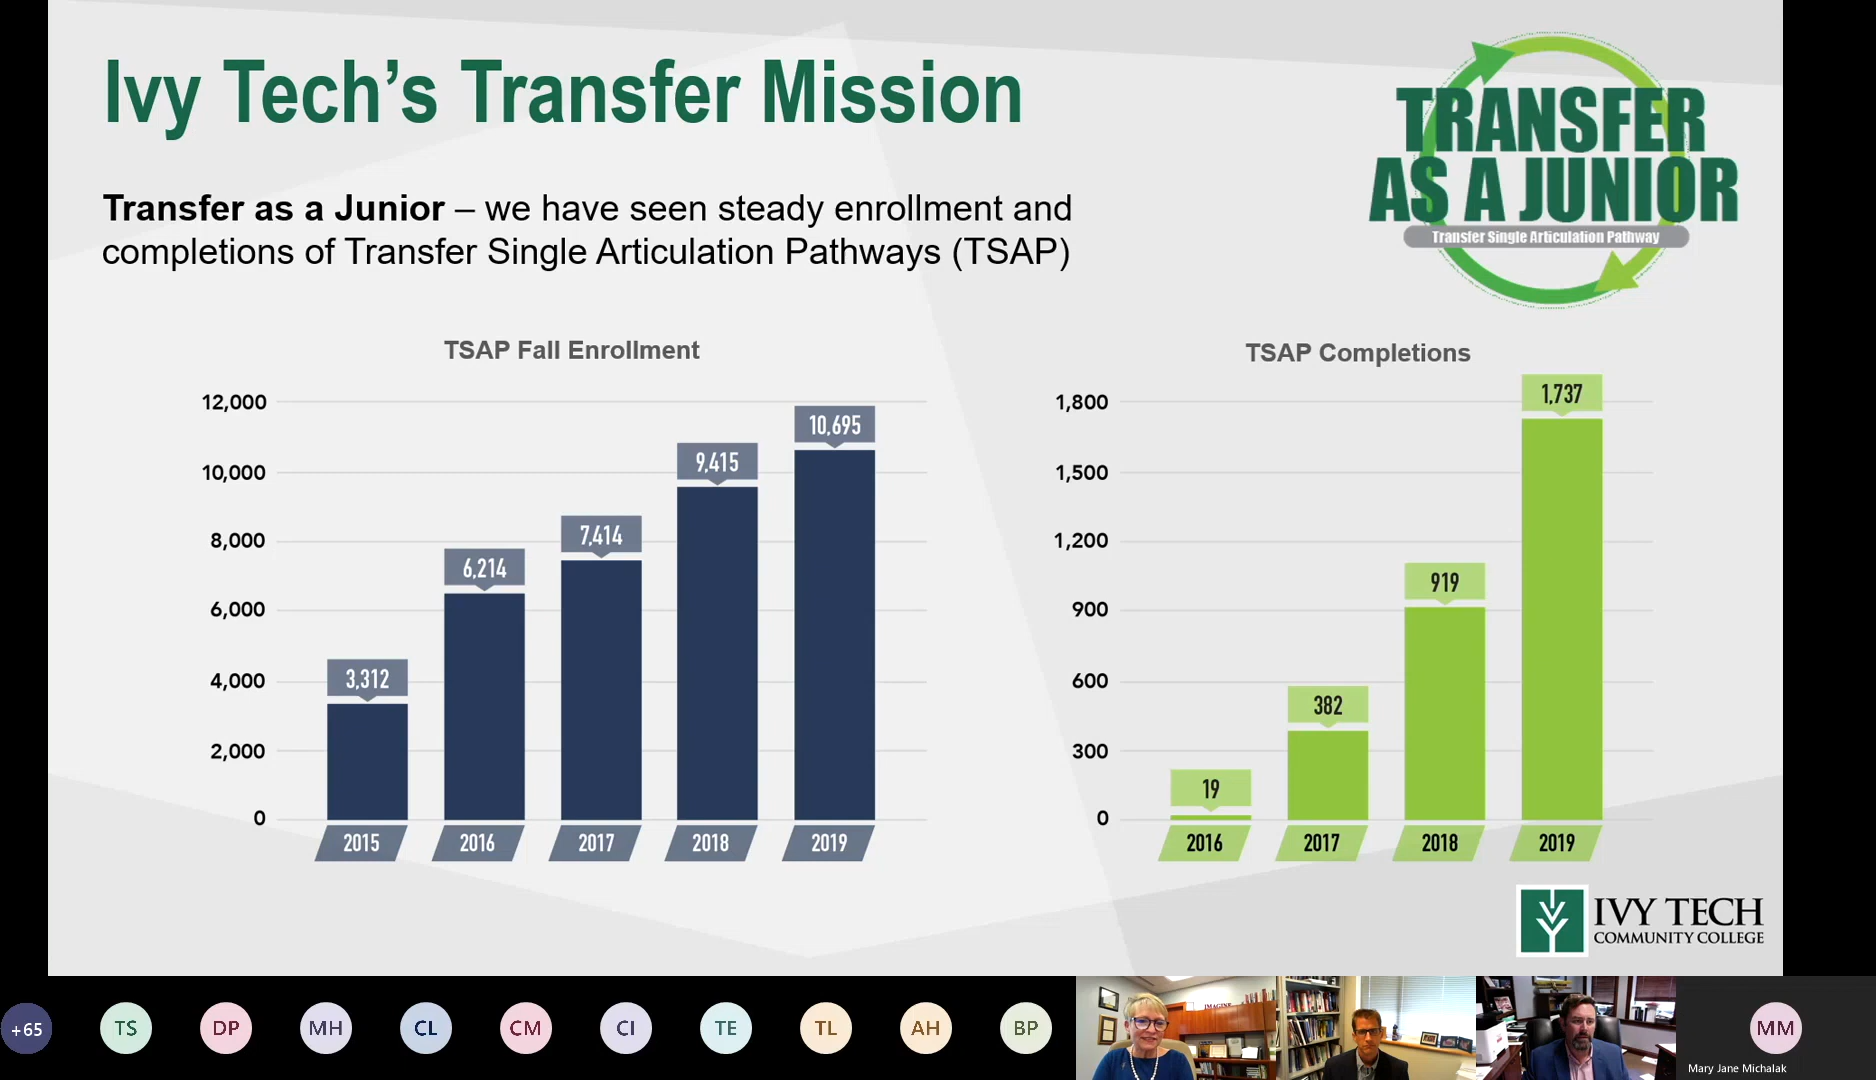 Ivy Tech’s Transfer Mission
TRANSFER
AS A JUNIOR
Transfer Single Articulation Pathway
Transfer as a Junior – we have seen steady enrollment and
completions of Transfer Single Articulation Pathways (TSAP)
TSAP Fall Enrollment
12,000
10,000
8,000
6,000
4,000
2,000
0
3,312
6,214
7,414
9,415
10,695
2015
2016
2017
2018
2019
TSAP Completions
1,800
1,500
1,200
900
600
300
0
19
382
919
1,737
2016
2017
2018
2019
IVY TECH
COMMUNITY COLLEGE
+65
TS
DP
MH
CL
CM
CI
TE
TL
AH
BP
IMAGINE
MM
Mary Jane Michalak